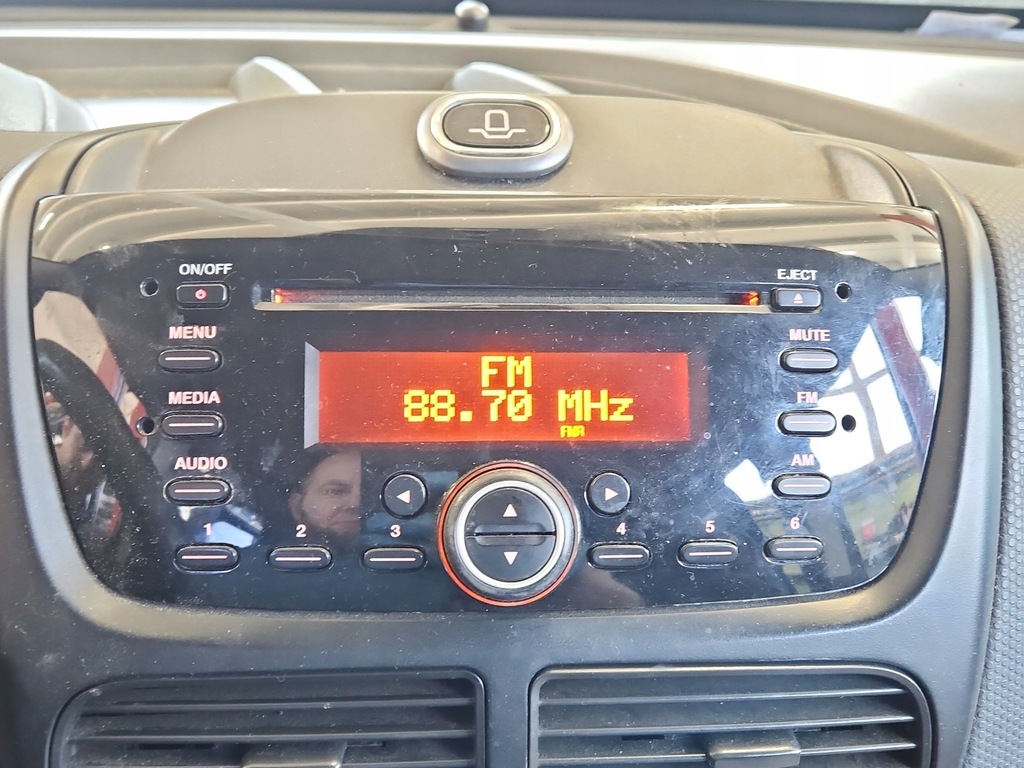 ON/OFF
EJECT
MENU
MUTE
FM
88.70 MHz
FMA
MEDIA
FM
AUDIO
AM
1
2
3
4
5
6